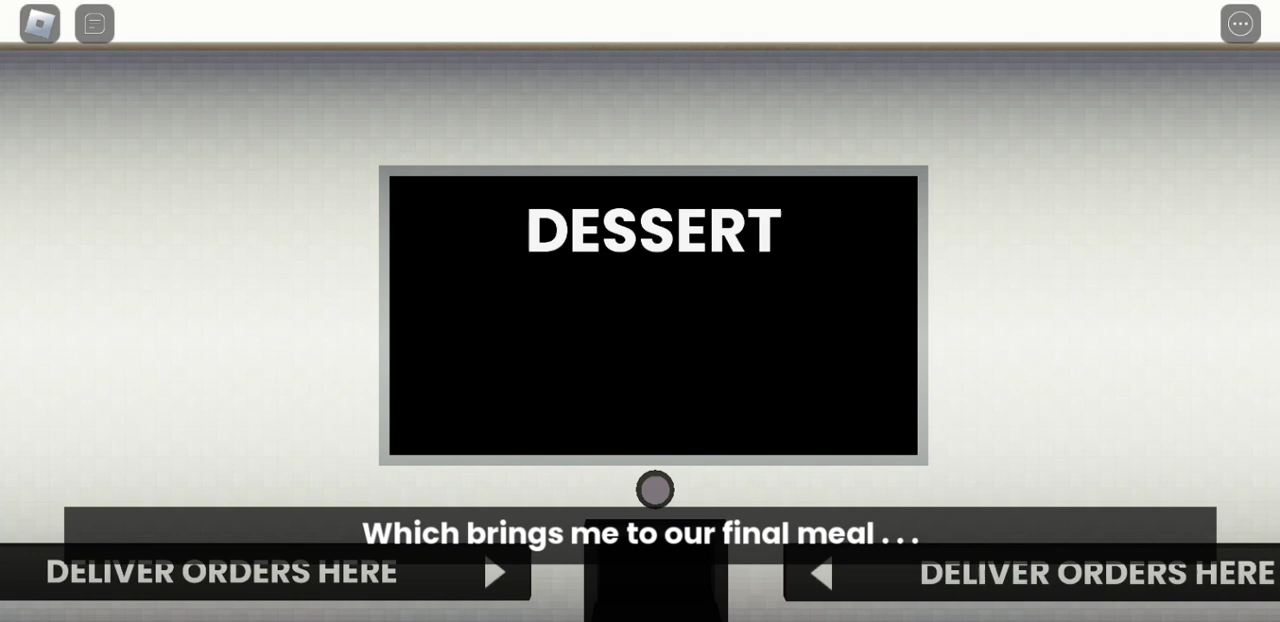 DESSERT
Which brings me to our final meal . . .
DELIVER ORDERS HERE
DELIVER ORDERS HERE